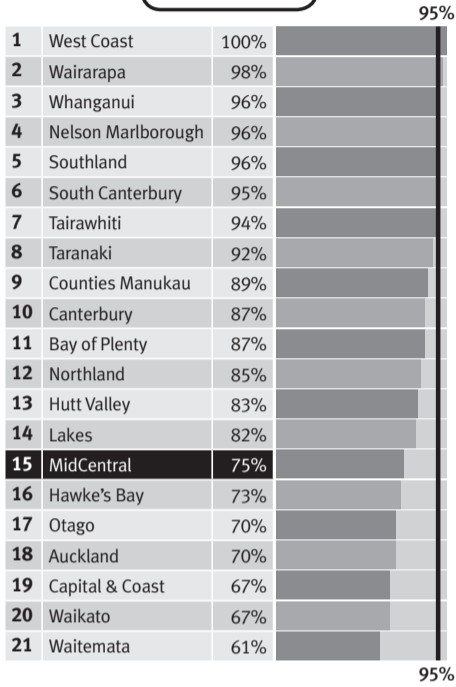 95%
1 West Coast 100%
2 Wairarapa 98%
3 Whanganui 96%
4 Nelson Marlborough 96%
5 Southland 96%
6 South Canterbury 95%
7 Tairawhiti 94%
8 Taranaki 92%
9 Counties Manukau 89%
10 Canterbury 87%
11 Bay of Plenty 87%
12 Northland 85%
13 Hutt Valley 83%
14 Lakes 82%
15 MidCentral 75%
16 Hawke's Bay 73%
17 Otago 70%
18 Auckland 70%
19 Capital & Coast 67%
20 Waikato 67%
21 Waitemata 61%
95%